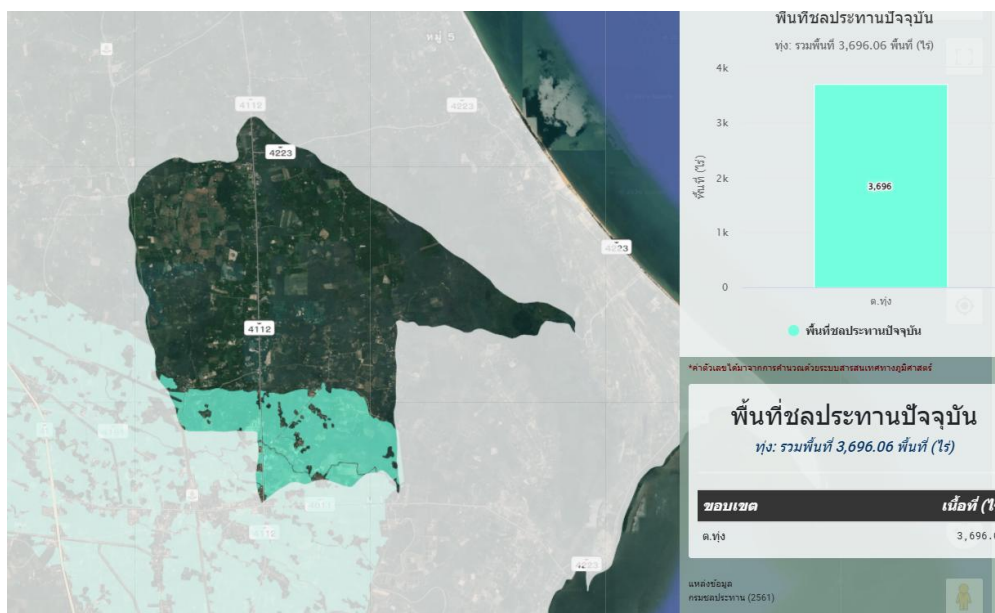 หมู่ 5
4112
4223
4223
4223
4112
4112
4223
พื้นที่ชลประทานปัจจุบัน
ทุ่ง: รวมพื้นที่ 3,696.06 พื้นที่ (ไร่)
4k
3k
2k
1k
0
พื้นที่ (ไร่)
3,696
ต.ทุ่ง
พื้นที่ชลประทานปัจจุบัน
*ค่าตัวเลขได้มาจากการคำนวณด้วยระบบสารสนเทศทางภูมิศาสตร์
พื้นที่ชลประทานปัจจุบัน
ทุ่ง: รวมพื้นที่ 3,696.06 พื้นที่ (ไร่)
ขอบเขต เนื้อที่ (ไ
ต.ทุ่ง 3,696.0
แหล่งข้อมูล
กรมชลประทาน (2561)